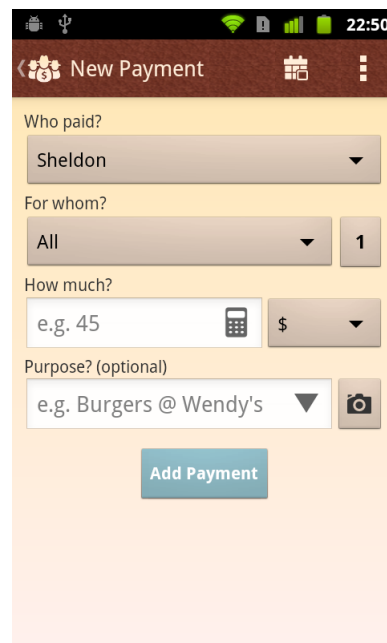 22:50
New Payment
Who paid?
Sheldon
For whom?
All
1
How much?
e.g. 45
$
Purpose? (optional)
e.g. Burgers @ Wendy's
Add Payment